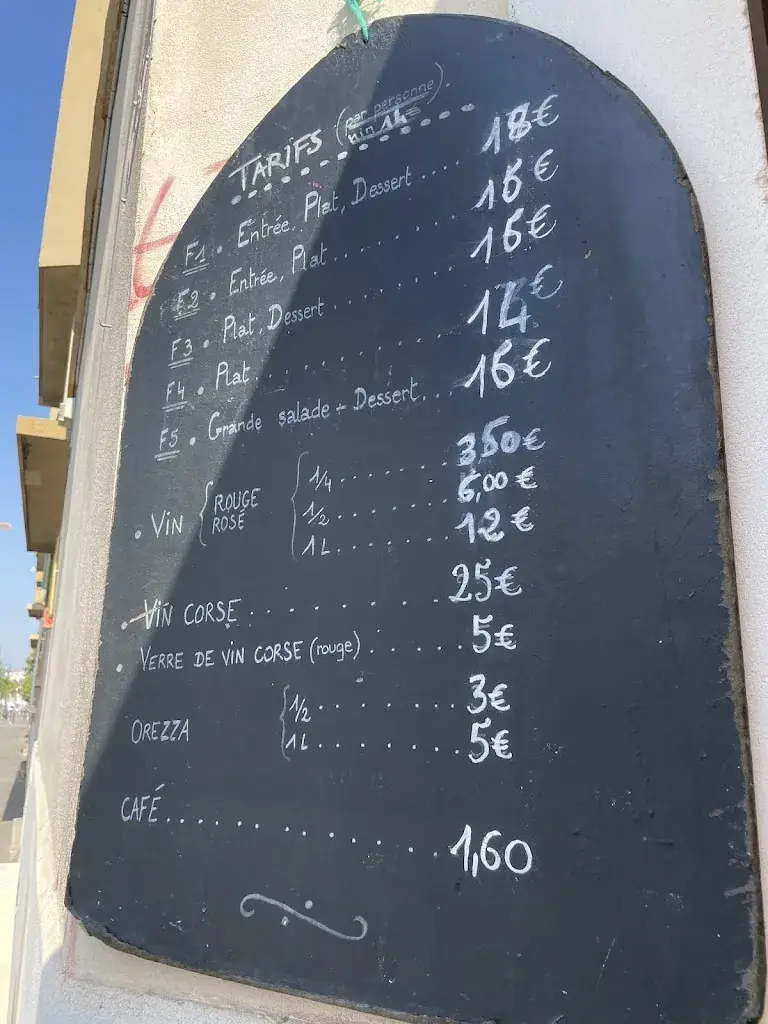 TARIFS (par personne) min 14€
F1 • Entrée, Plat, Dessert .... 18€
F2 • Entrée, Plat .......... 16€
F3 • Plat, Dessert .......... 16€
F4 • Plat .......... 14€
F5 • Grande salade + Dessert... 16€
• VIN { ROUGE ROSÉ
{ 1/4 .......... 3,50€
1/2 .......... 6,00€
1L .......... 12€
• VIN CORSE .......... 25€
• VERRE DE VIN CORSE (rouge) ...... 5€
OREZZA { 1/2 .......... 3€
1L .......... 5€
CAFÉ .......... 1,60